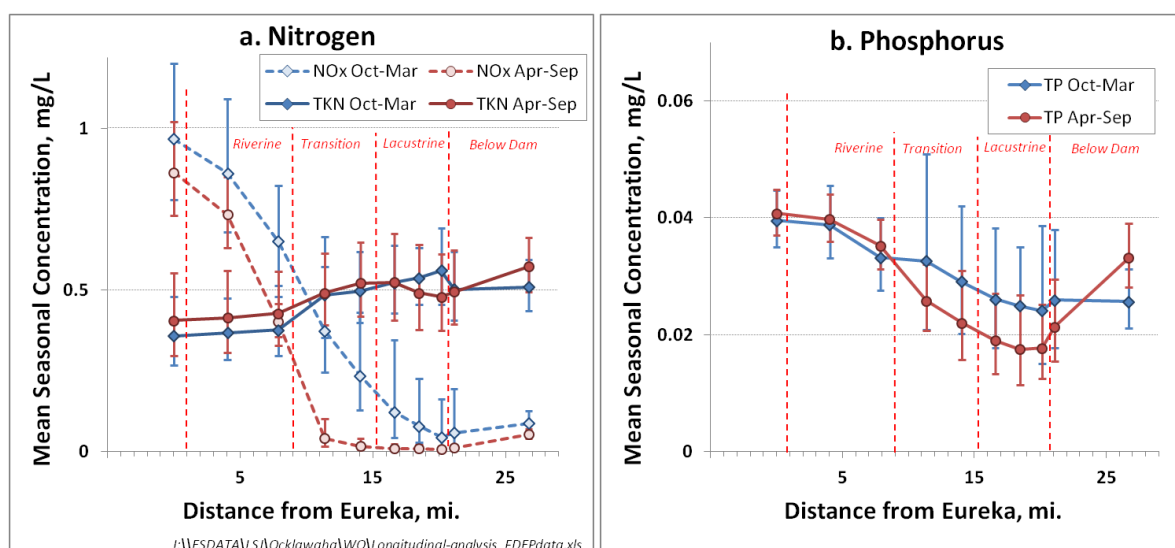 a. Nitrogen
NOx Oct-Mar
NOx Apr-Sep
TKN Oct-Mar
TKN Apr-Sep
Mean Seasonal Concentration, mg/L
1
0.5
0
Riverine
Transition
Lacustrine
Below Dam
5
15
25
Distance from Eureka, mi.
b. Phosphorus
TP Oct-Mar
TP Apr-Sep
Mean Seasonal Concentration, mg/L
0.06
0.04
0.02
0
Riverine
Transition
Lacustrine
Below Dam
5
15
25
Distance from Eureka, mi.